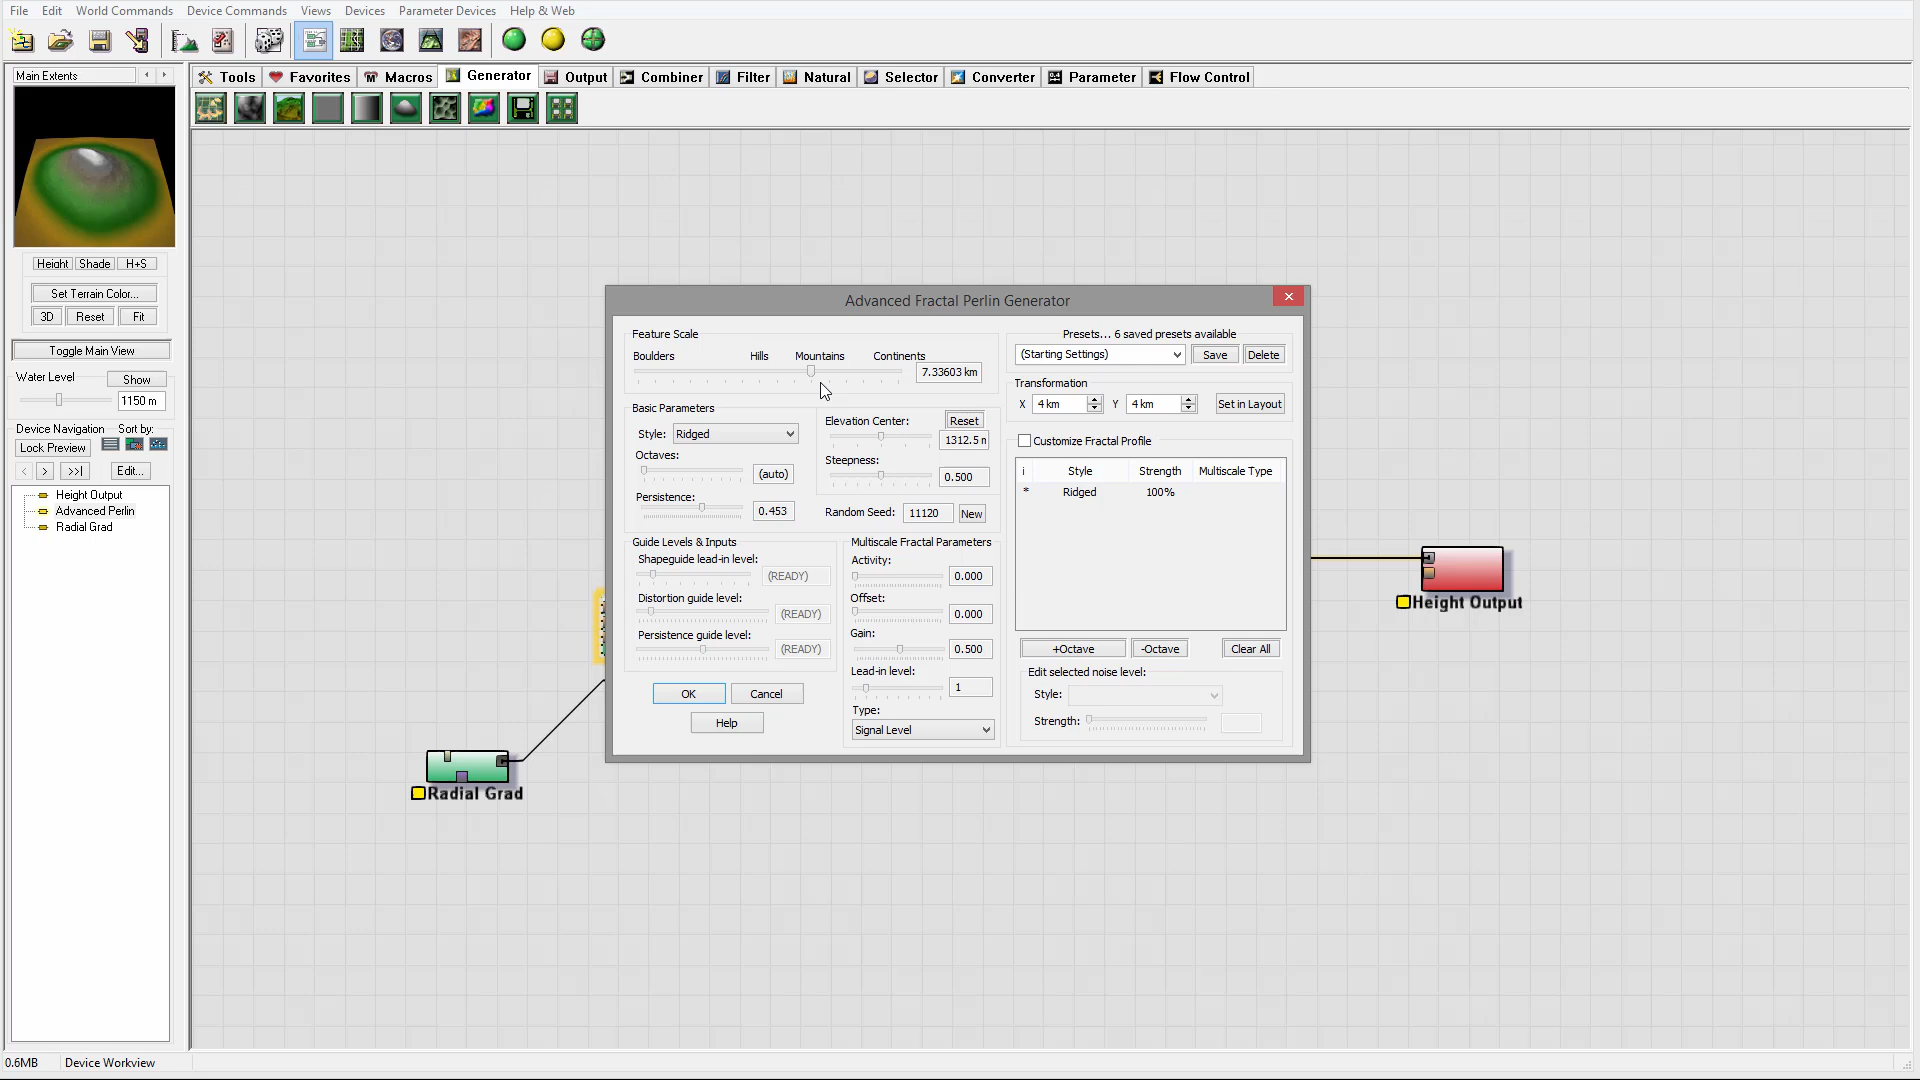 File Edit World Commands Device Commands Views Devices Parameter Devices Help & Web
Main Extents
Tools Favorites Macros Generator Output Combiner Filter Natural Selector Converter Parameter Flow Control
Height Shade H+S
Set Terrain Color...
3D Reset Fit
Toggle Main View
Water Level Show
1150 m
Device Navigation Sort by:
Lock Preview
< > >>| Edit...
Height Output
Advanced Perlin
Radial Grad
Advanced Fractal Perlin Generator
Feature Scale
Boulders Hills Mountains Continents
7.33603 km
Basic Parameters
Style: Ridged
Octaves:
(auto)
Persistence:
0.453
Elevation Center: Reset
1312.5 n
Steepness:
0.500
Random Seed: 11120 New
Guide Levels & Inputs
Shapeguide lead-in level:
(READY)
Distortion guide level:
(READY)
Persistence guide level:
(READY)
OK Cancel
Help
Multiscale Fractal Parameters
Activity:
0.000
Offset:
0.000
Gain:
0.500
Lead-in level:
1
Type:
Signal Level
Presets... 6 saved presets available
(Starting Settings) Save Delete
Transformation
X 4 km Y 4 km Set in Layout
Customize Fractal Profile
i Style Strength Multiscale Type
* Ridged 100%
+Octave -Octave Clear All
Edit selected noise level:
Style:
Strength:
Height Output
Radial Grad
0.6MB Device Workview